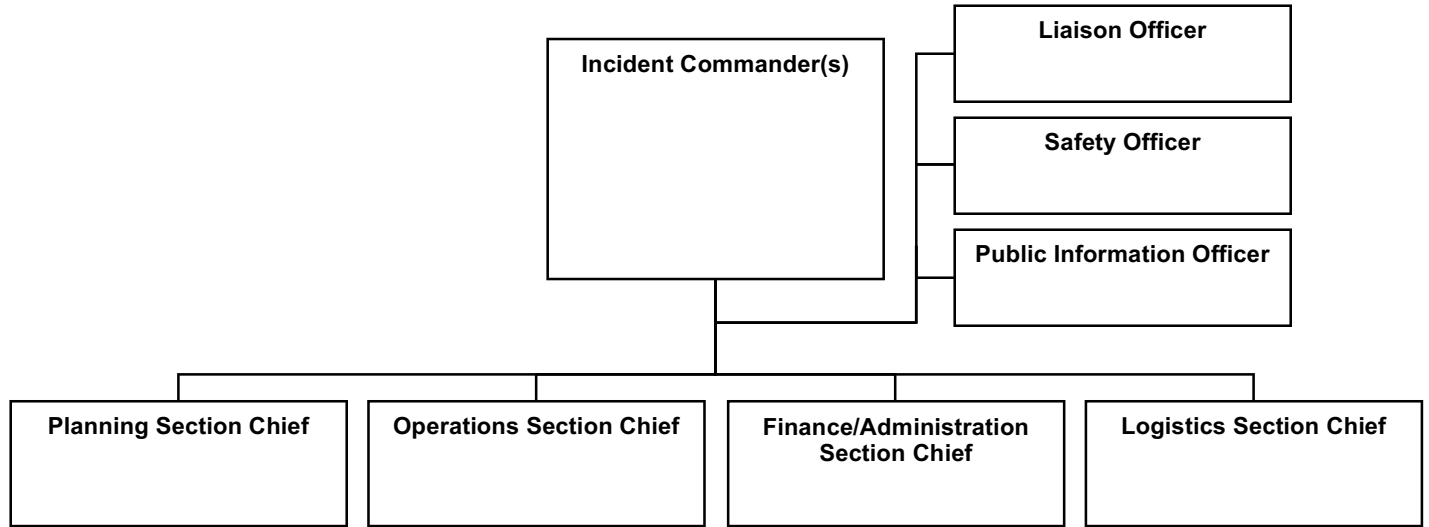 Incident Commander(s)
Liaison Officer
Safety Officer
Public Information Officer
Planning Section Chief
Operations Section Chief
Finance/Administration
Section Chief
Logistics Section Chief